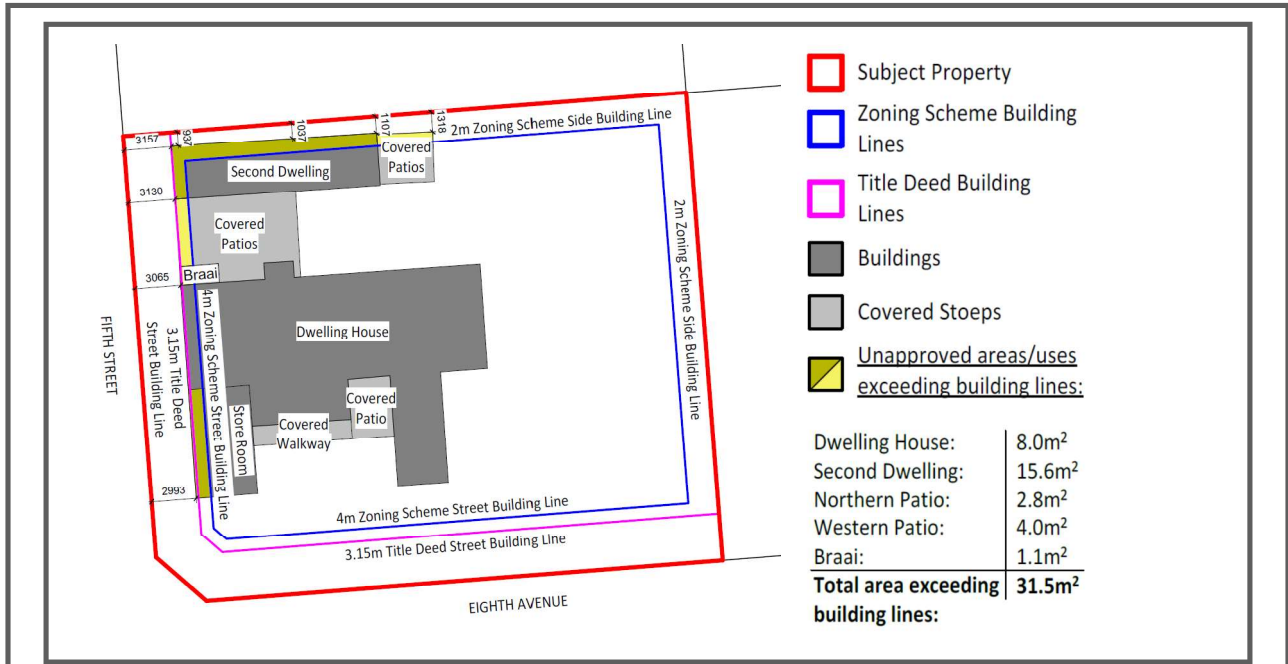 3157
937
1037
1107
1318
2m Zoning Scheme Side Building Line
Covered
Patios
Second Dwelling
3130
Covered
Patios
2m Zoning Scheme Side Building Line
3065
Braai
4m Zoning Scheme Street Building Line
Dwelling House
FIFTH STREET
3.15m Title Deed
Street Building Line
Covered
Patio
Store Room
Covered
Walkway
2993
4m Zoning Scheme Street Building Line
3.15m Title Deed Street Building Line
EIGHTH AVENUE
Subject Property
Zoning Scheme Building
Lines
Title Deed Building
Lines
Buildings
Covered Stoeps
Unapproved areas/uses
exceeding building lines:
Dwelling House: 8.0m²
Second Dwelling: 15.6m²
Northern Patio: 2.8m²
Western Patio: 4.0m²
Braai: 1.1m²
Total area exceeding 31.5m²
building lines: